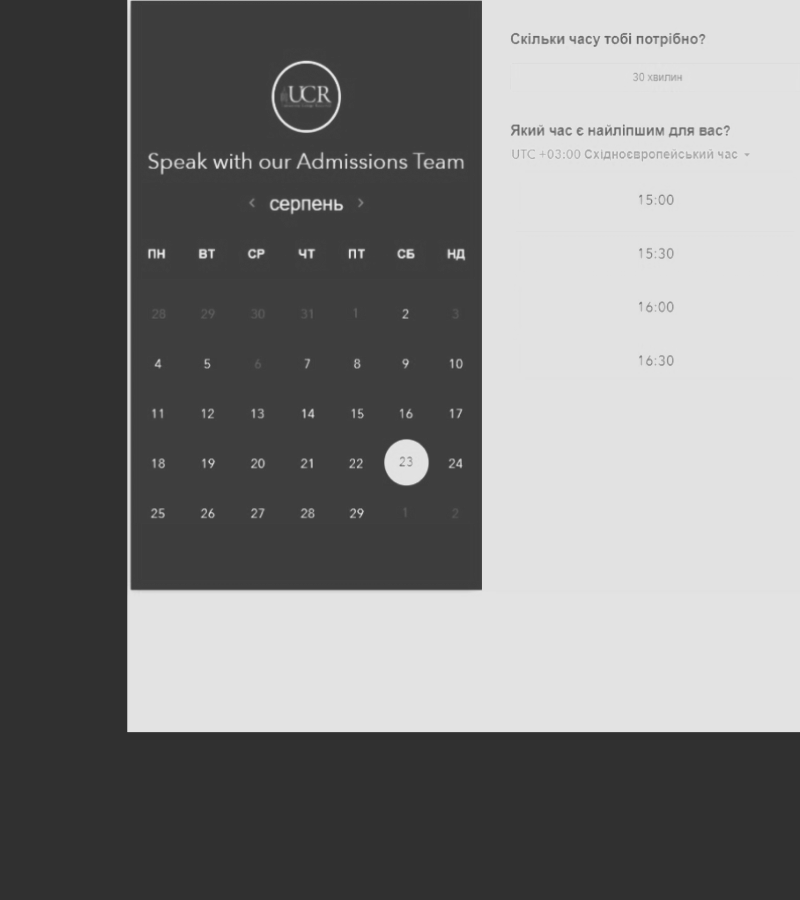 UCR
Speak with our Admissions Team
серпень
ПН ВТ СР ЧТ ПТ СБ НД
28 29 30 31 1 2 3
4 5 6 7 8 9 10
11 12 13 14 15 16 17
18 19 20 21 22 23 24
25 26 27 28 29 1 2
Скільки часу тобі потрібно?
30 хвилин
Який час є найліпшим для вас?
UTC +03:00 Східноєвропейський час
15:00
15:30
16:00
16:30